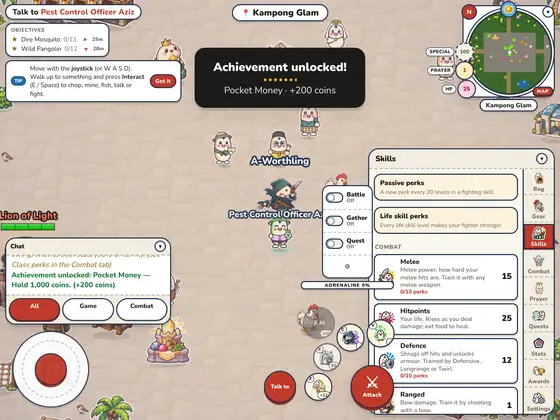 Talk to Pest Control Officer Aziz
OBJECTIVES
Dire Mosquito 0/13 25m
Wild Pangolin 0/12 28m
TIP
Move with the joystick (or W A S D).
Walk up to something and press Interact
(E / Space) to chop, mine, fish, talk or
fight.
Got it
Kampong Glam
Achievement unlocked!
Pocket Money · +200 coins
N
SPECIAL 100
PRAYER 1
HP 25
MAP
Kampong Glam
A-Worthling
Pest Control Officer A
Lion of Light
Battle
Off
Gather
Off
Quest
Off
ADRENALINE 0%
Skills
Passive perks
A new perk every 20 levels in a fighting skill.
Life skill perks
Every life skill level makes your fighter stronger
COMBAT
Melee
Melee power: how hard your
melee hits are. Train it with any
melee weapon.
0/10 perks
15
Hitpoints
Your life. Rises as you deal
damage; eat food to heal.
25
Defence
Shrugs off hits and unlocks
armour. Trained by Defensive,
Longrange or Twirl.
0/10 perks
12
Ranged
Bow damage. Train it by shooting
with a bow.
1
Bag
Gear
Skills
Combat
Prayer
Quests
Stats
Awards
Settings
Chat
Class perks in the Combat tab)
Achievement unlocked: Pocket Money —
Hold 1,000 coins. (+200 coins)
All
Game
Combat
Talk to
Attack